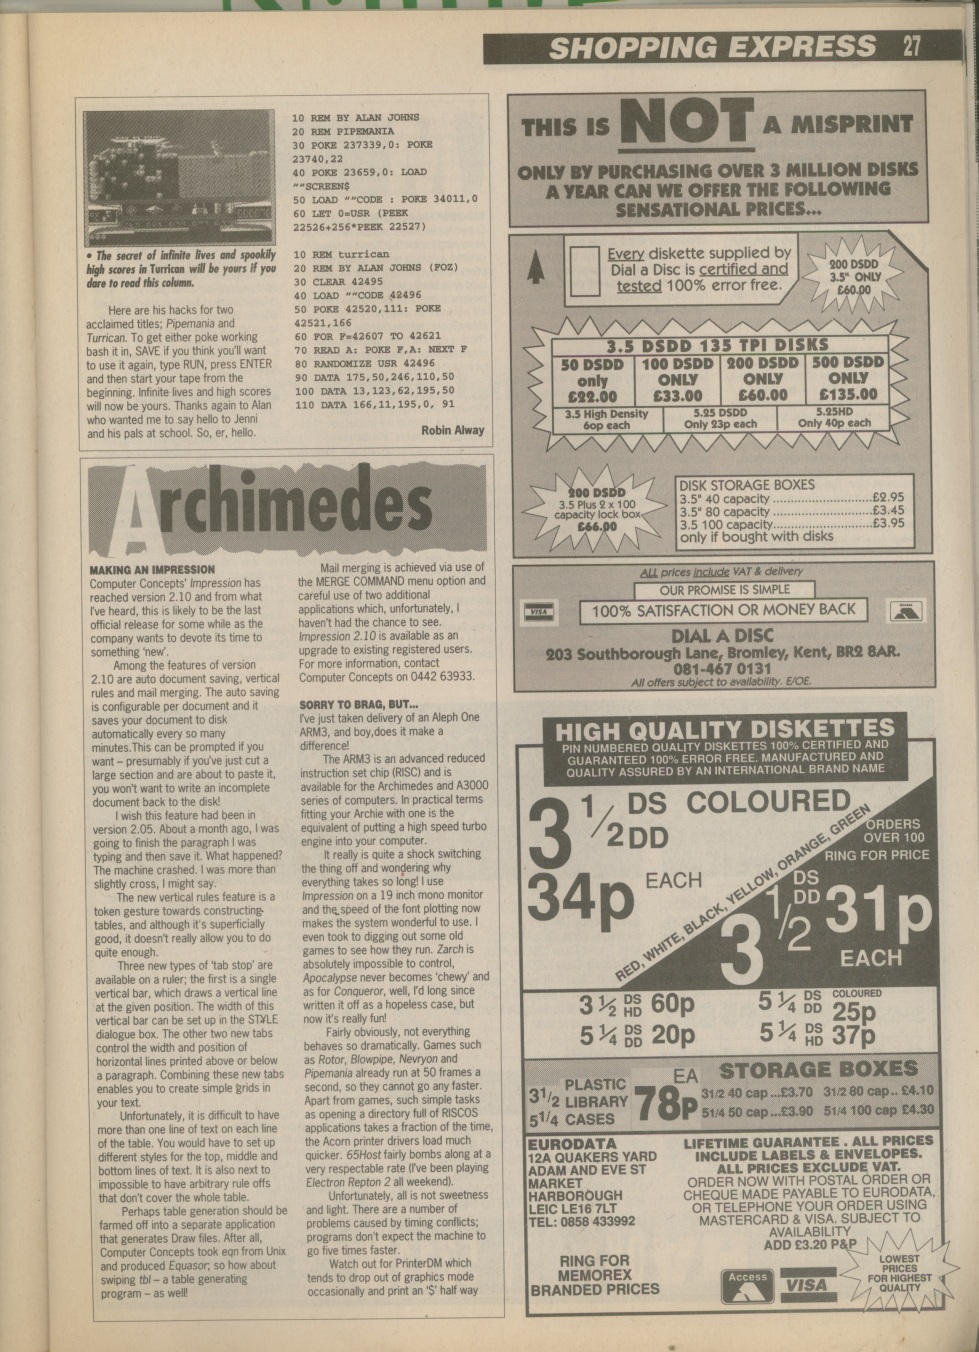 SHOPPING EXPRESS 27
• The secret of infinite lives and spookily
high scores in Turrican will be yours if you
dare to read this column.
Here are his hacks for two
acclaimed titles; Pipemania and
Turrican. To get either poke working
bash it in, SAVE if you think you'll want
to use it again, type RUN, press ENTER
and then start your tape from the
beginning. Infinite lives and high scores
will now be yours. Thanks again to Alan
who wanted me to say hello to Jenni
and his pals at school. So, er, hello.
10 REM BY ALAN JOHNS
20 REM PIPEMANIA
30 POKE 237339,0: POKE
23740,22
40 POKE 23659,0: LOAD
""SCREEN$
50 LOAD ""CODE : POKE 34011,0
60 LET 0=USR (PEEK
22526+256*PEEK 22527)
10 REM turrican
20 REM BY ALAN JOHNS (FOZ)
30 CLEAR 42495
40 LOAD ""CODE 42496
50 POKE 42520,111: POKE
42521,166
60 FOR F=42607 TO 42621
70 READ A: POKE F,A: NEXT F
80 RANDOMIZE USR 42496
90 DATA 175,50,246,110,50
100 DATA 13,123,62,195,50
110 DATA 166,11,195,0, 91
Robin Alway
Archimedes
MAKING AN IMPRESSION
Computer Concepts' Impression has
reached version 2.10 and from what
I've heard, this is likely to be the last
official release for some while as the
company wants to devote its time to
something 'new'.
Among the features of version
2.10 are auto document saving, vertical
rules and mail merging. The auto saving
is configurable per document and it
saves your document to disk
automatically every so many
minutes.This can be prompted if you
want – presumably if you've just cut a
large section and are about to paste it,
you won't want to write an incomplete
document back to the disk!
I wish this feature had been in
version 2.05. About a month ago, I was
going to finish the paragraph I was
typing and then save it. What happened?
The machine crashed. I was more than
slightly cross, I might say.
The new vertical rules feature is a
token gesture towards constructing
tables, and although it's superficially
good, it doesn't really allow you to do
quite enough.
Three new types of 'tab stop' are
available on a ruler; the first is a single
vertical bar, which draws a vertical line
at the given position. The width of this
vertical bar can be set up in the STYLE
dialogue box. The other two new tabs
control the width and position of
horizontal lines printed above or below
a paragraph. Combining these new tabs
enables you to create simple grids in
your text.
Unfortunately, it is difficult to have
more than one line of text on each line
of the table. You would have to set up
different styles for the top, middle and
bottom lines of text. It is also next to
impossible to have arbitrary rule offs
that don't cover the whole table.
Perhaps table generation should be
farmed off into a separate application
that generates Draw files. After all,
Computer Concepts took eqn from Unix
and produced Equasor; so how about
swiping tbl – a table generating
program – as well!
Mail merging is achieved via use of
the MERGE COMMAND menu option and
careful use of two additional
applications which, unfortunately, I
haven't had the chance to see.
Impression 2.10 is available as an
upgrade to existing registered users.
For more information, contact
Computer Concepts on 0442 63933.
SORRY TO BRAG, BUT...
I've just taken delivery of an Aleph One
ARM3, and boy,does it make a
difference!
The ARM3 is an advanced reduced
instruction set chip (RISC) and is
available for the Archimedes and A3000
series of computers. In practical terms
fitting your Archie with one is the
equivalent of putting a high speed turbo
engine into your computer.
It really is quite a shock switching
the thing off and wondering why
everything takes so long! I use
Impression on a 19 inch mono monitor
and the speed of the font plotting now
makes the system wonderful to use. I
even took to digging out some old
games to see how they run. Zarch is
absolutely impossible to control,
Apocalypse never becomes 'chewy' and
as for Conqueror, well, I'd long since
written it off as a hopeless case, but
now it's really fun!
Fairly obviously, not everything
behaves so dramatically. Games such
as Rotor, Blowpipe, Nevryon and
Pipemania already run at 50 frames a
second, so they cannot go any faster.
Apart from games, such simple tasks
as opening a directory full of RISCOS
applications takes a fraction of the time,
the Acorn printer drivers load much
quicker. 65Host fairly bombs along at a
very respectable rate (I've been playing
Electron Repton 2 all weekend).
Unfortunately, all is not sweetness
and light. There are a number of
problems caused by timing conflicts;
programs don't expect the machine to
go five times faster.
Watch out for PrinterDM which
tends to drop out of graphics mode
occasionally and print an '$' half way
THIS IS NOT A MISPRINT
ONLY BY PURCHASING OVER 3 MILLION DISKS
A YEAR CAN WE OFFER THE FOLLOWING
SENSATIONAL PRICES...
Every diskette supplied by
Dial a Disc is certified and
tested 100% error free.
200 DSDD
3.5" ONLY
£60.00
3.5 DSDD 135 TPI DISKS
50 DSDD 100 DSDD 200 DSDD 500 DSDD
only ONLY ONLY ONLY
£22.00 £33.00 £60.00 £135.00
3.5 High Density 5.25 DSDD 5.25HD
60p each Only 23p each Only 40p each
200 DSDD
3.5 Plus 2 x 100
capacity lock box
£66.00
DISK STORAGE BOXES
3.5" 40 capacity ..........................£2.95
3.5" 80 capacity ..........................£3.45
3.5 100 capacity..........................£3.95
only if bought with disks
ALL prices include VAT & delivery
OUR PROMISE IS SIMPLE
VISA
100% SATISFACTION OR MONEY BACK
DIAL A DISC
203 Southborough Lane, Bromley, Kent, BR2 8AR.
081-467 0131
All offers subject to availability. E/OE.
HIGH QUALITY DISKETTES
PIN NUMBERED QUALITY DISKETTES 100% CERTIFIED AND
GUARANTEED 100% ERROR FREE. MANUFACTURED AND
QUALITY ASSURED BY AN INTERNATIONAL BRAND NAME
3 1/2 DS DD COLOURED
34p EACH
RED, WHITE, BLACK, YELLOW, ORANGE, GREEN
ORDERS
OVER 100
RING FOR PRICE
3 1/2 DS DD 31p
EACH
3 ½ DS HD 60p 5 ¼ DS DD COLOURED 25p
5 ¼ DS DD 20p 5 ¼ DS HD 37p
3 1/2 PLASTIC
LIBRARY
5 1/4 CASES
EA
78p
STORAGE BOXES
31/2 40 cap ...£3.70 31/2 80 cap.. £4.10
51/4 50 cap ...£3.90 51/4 100 cap £4.30
EURODATA
12A QUAKERS YARD
ADAM AND EVE ST
MARKET
HARBOROUGH
LEIC LE16 7LT
TEL: 0858 433992
RING FOR
MEMOREX
BRANDED PRICES
LIFETIME GUARANTEE . ALL PRICES
INCLUDE LABELS & ENVELOPES.
ALL PRICES EXCLUDE VAT.
ORDER NOW WITH POSTAL ORDER OR
CHEQUE MADE PAYABLE TO EURODATA,
OR TELEPHONE YOUR ORDER USING
MASTERCARD & VISA. SUBJECT TO
AVAILABILITY
ADD £3.20 P&P
Access
VISA
LOWEST
PRICES
FOR HIGHEST
QUALITY